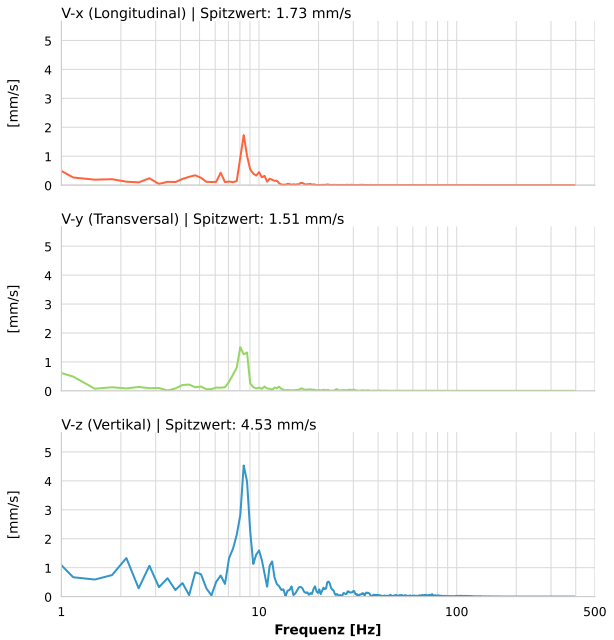 V-x (Longitudinal) | Spitzwert: 1.73 mm/s
5
4
3
2
1
0
[mm/s]
V-y (Transversal) | Spitzwert: 1.51 mm/s
5
4
3
2
1
0
[mm/s]
V-z (Vertikal) | Spitzwert: 4.53 mm/s
5
4
3
2
1
0
[mm/s]
1 10 100 500
Frequenz [Hz]